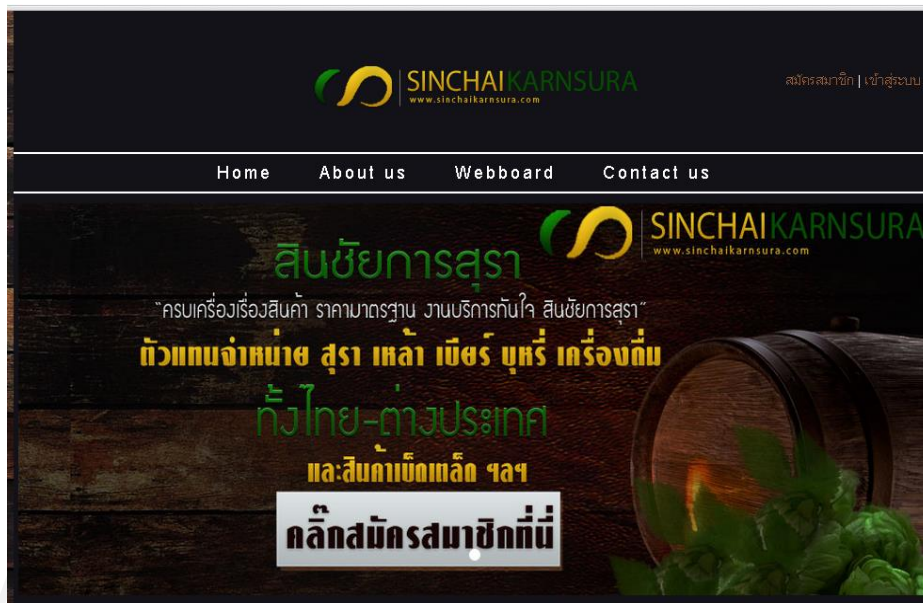 SINCHAIKARNSURA
www.sinchaikarnsura.com
สมัครสมาชิก | เข้าสู่ระบบ
Home About us Webboard Contact us
SINCHAIKARNSURA
www.sinchaikarnsura.com
สินชัยการสุรา
"ครบเครื่องเรื่องสินค้า ราคามาตรฐาน งานบริการทันใจ สินชัยการสุรา"
ตัวแทนจำหน่าย สุรา เหล้า เบียร์ บุหรี่ เครื่องดื่ม
ทั้งไทย-ต่างประเทศ
และสินค้าเบ็ดเตล็ด ฯลฯ
คลิ๊กสมัครสมาชิกที่นี่